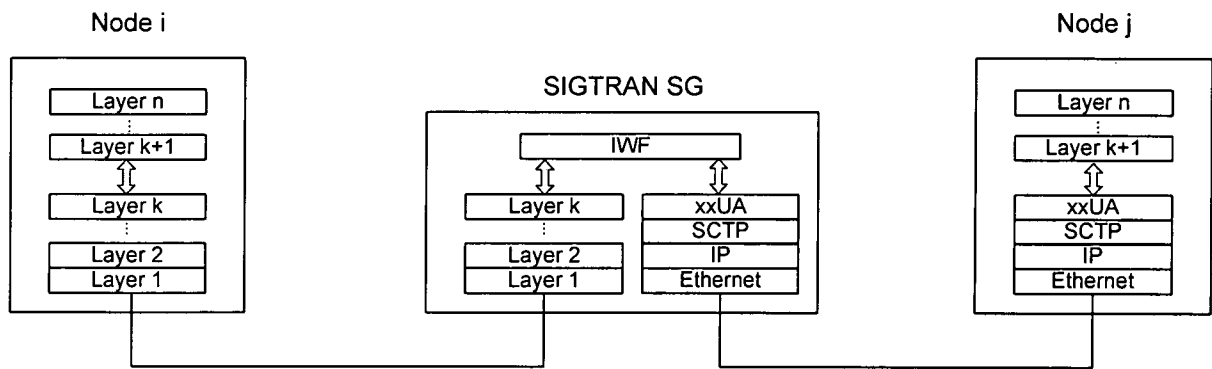 Node i
Layer n
Layer k+1
Layer k
Layer 2
Layer 1
SIGTRAN SG
IWF
Layer k
Layer 2
Layer 1
xxUA
SCTP
IP
Ethernet
Node j
Layer n
Layer k+1
xxUA
SCTP
IP
Ethernet